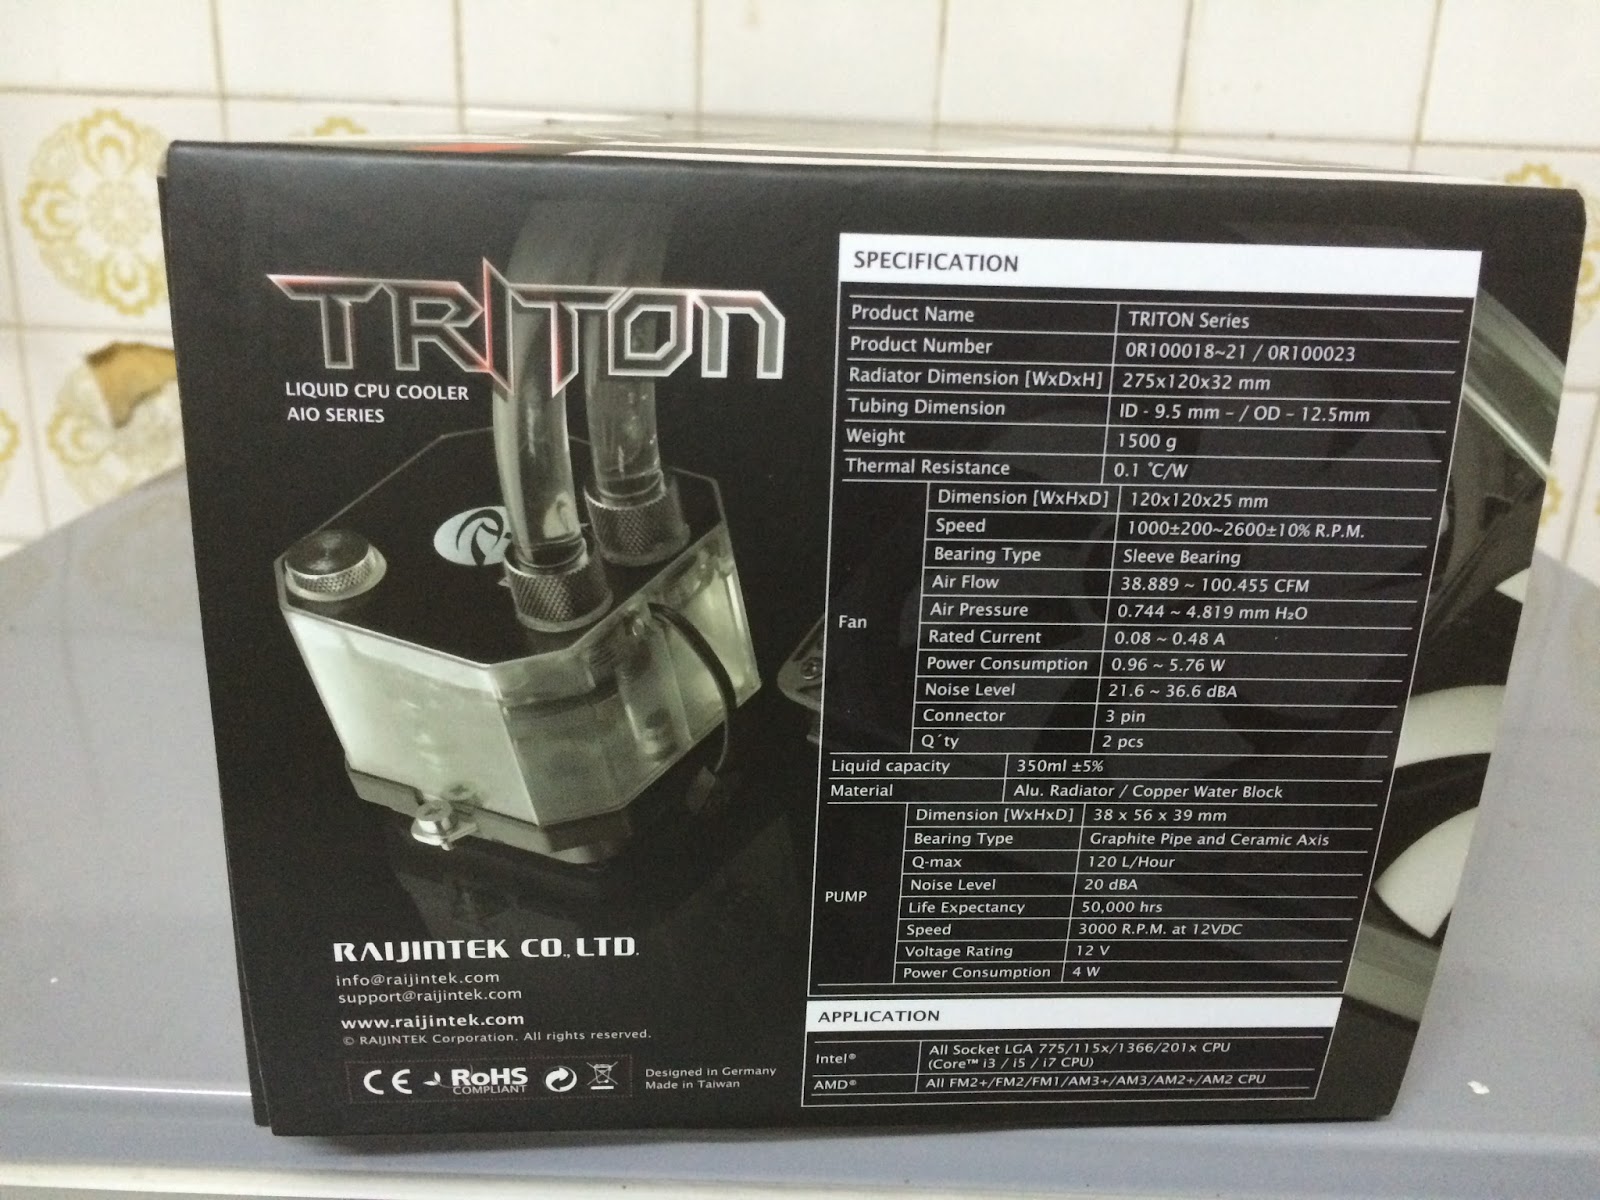 TRITON
LIQUID CPU COOLER
AIO SERIES
RAIJINTEK CO., LTD.
info@raijintek.com
support@raijintek.com
www.raijintek.com
© RAIJINTEK Corporation. All rights reserved.
CE RoHS
COMPLIANT
Designed in Germany
Made in Taiwan
SPECIFICATION
Product Name TRITON Series
Product Number 0R100018~21 / 0R100023
Radiator Dimension [WxDxH] 275x120x32 mm
Tubing Dimension ID - 9.5 mm – / OD – 12.5mm
Weight 1500 g
Thermal Resistance 0.1 ˚C/W
Fan
Dimension [WxHxD] 120x120x25 mm
Speed 1000±200~2600±10% R.P.M.
Bearing Type Sleeve Bearing
Air Flow 38.889 ~ 100.455 CFM
Air Pressure 0.744 ~ 4.819 mm H₂O
Rated Current 0.08 ~ 0.48 A
Power Consumption 0.96 ~ 5.76 W
Noise Level 21.6 ~ 36.6 dBA
Connector 3 pin
Q´ty 2 pcs
Liquid capacity 350ml ±5%
Material Alu. Radiator / Copper Water Block
PUMP
Dimension [WxHxD] 38 x 56 x 39 mm
Bearing Type Graphite Pipe and Ceramic Axis
Q-max 120 L/Hour
Noise Level 20 dBA
Life Expectancy 50,000 hrs
Speed 3000 R.P.M. at 12VDC
Voltage Rating 12 V
Power Consumption 4 W
APPLICATION
Intel® All Socket LGA 775/115x/1366/201x CPU
(Core™ i3 / i5 / i7 CPU)
AMD® All FM2+/FM2/FM1/AM3+/AM3/AM2+/AM2 CPU